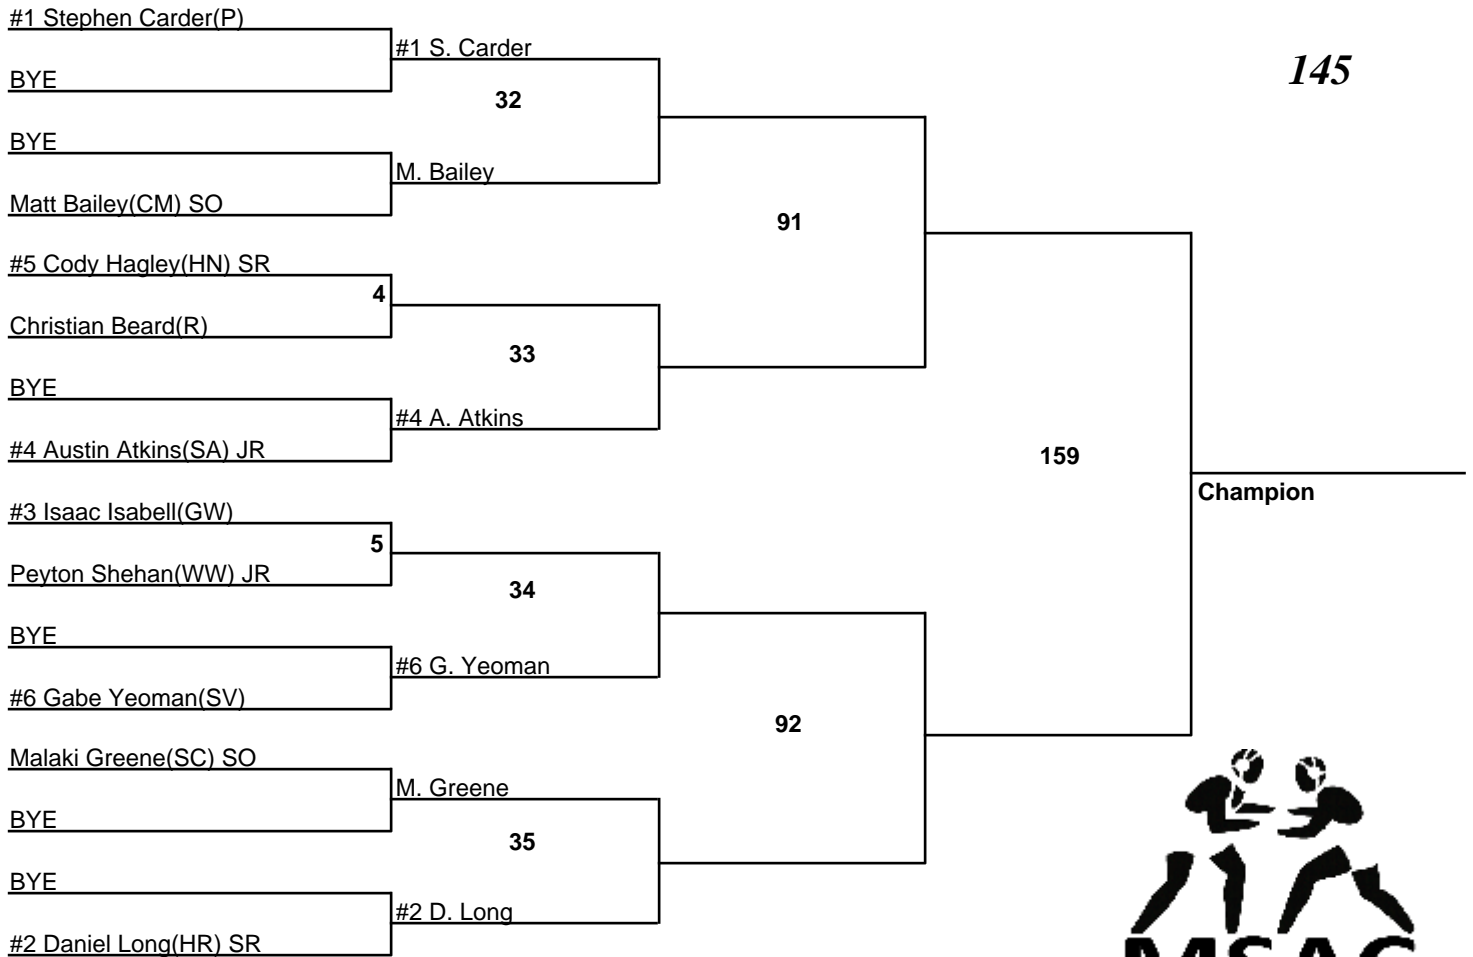 #1 Stephen Carder(P)
BYE
BYE
Matt Bailey(CM) SO
#5 Cody Hagley(HN) SR
Christian Beard(R)
BYE
#4 Austin Atkins(SA) JR
#3 Isaac Isabell(GW)
Peyton Shehan(WW) JR
BYE
#6 Gabe Yeoman(SV)
Malaki Greene(SC) SO
BYE
BYE
#2 Daniel Long(HR) SR
4
5
#1 S. Carder
M. Bailey
#4 A. Atkins
#6 G. Yeoman
M. Greene
#2 D. Long
32
33
34
35
91
92
159
Champion
145
MSAC